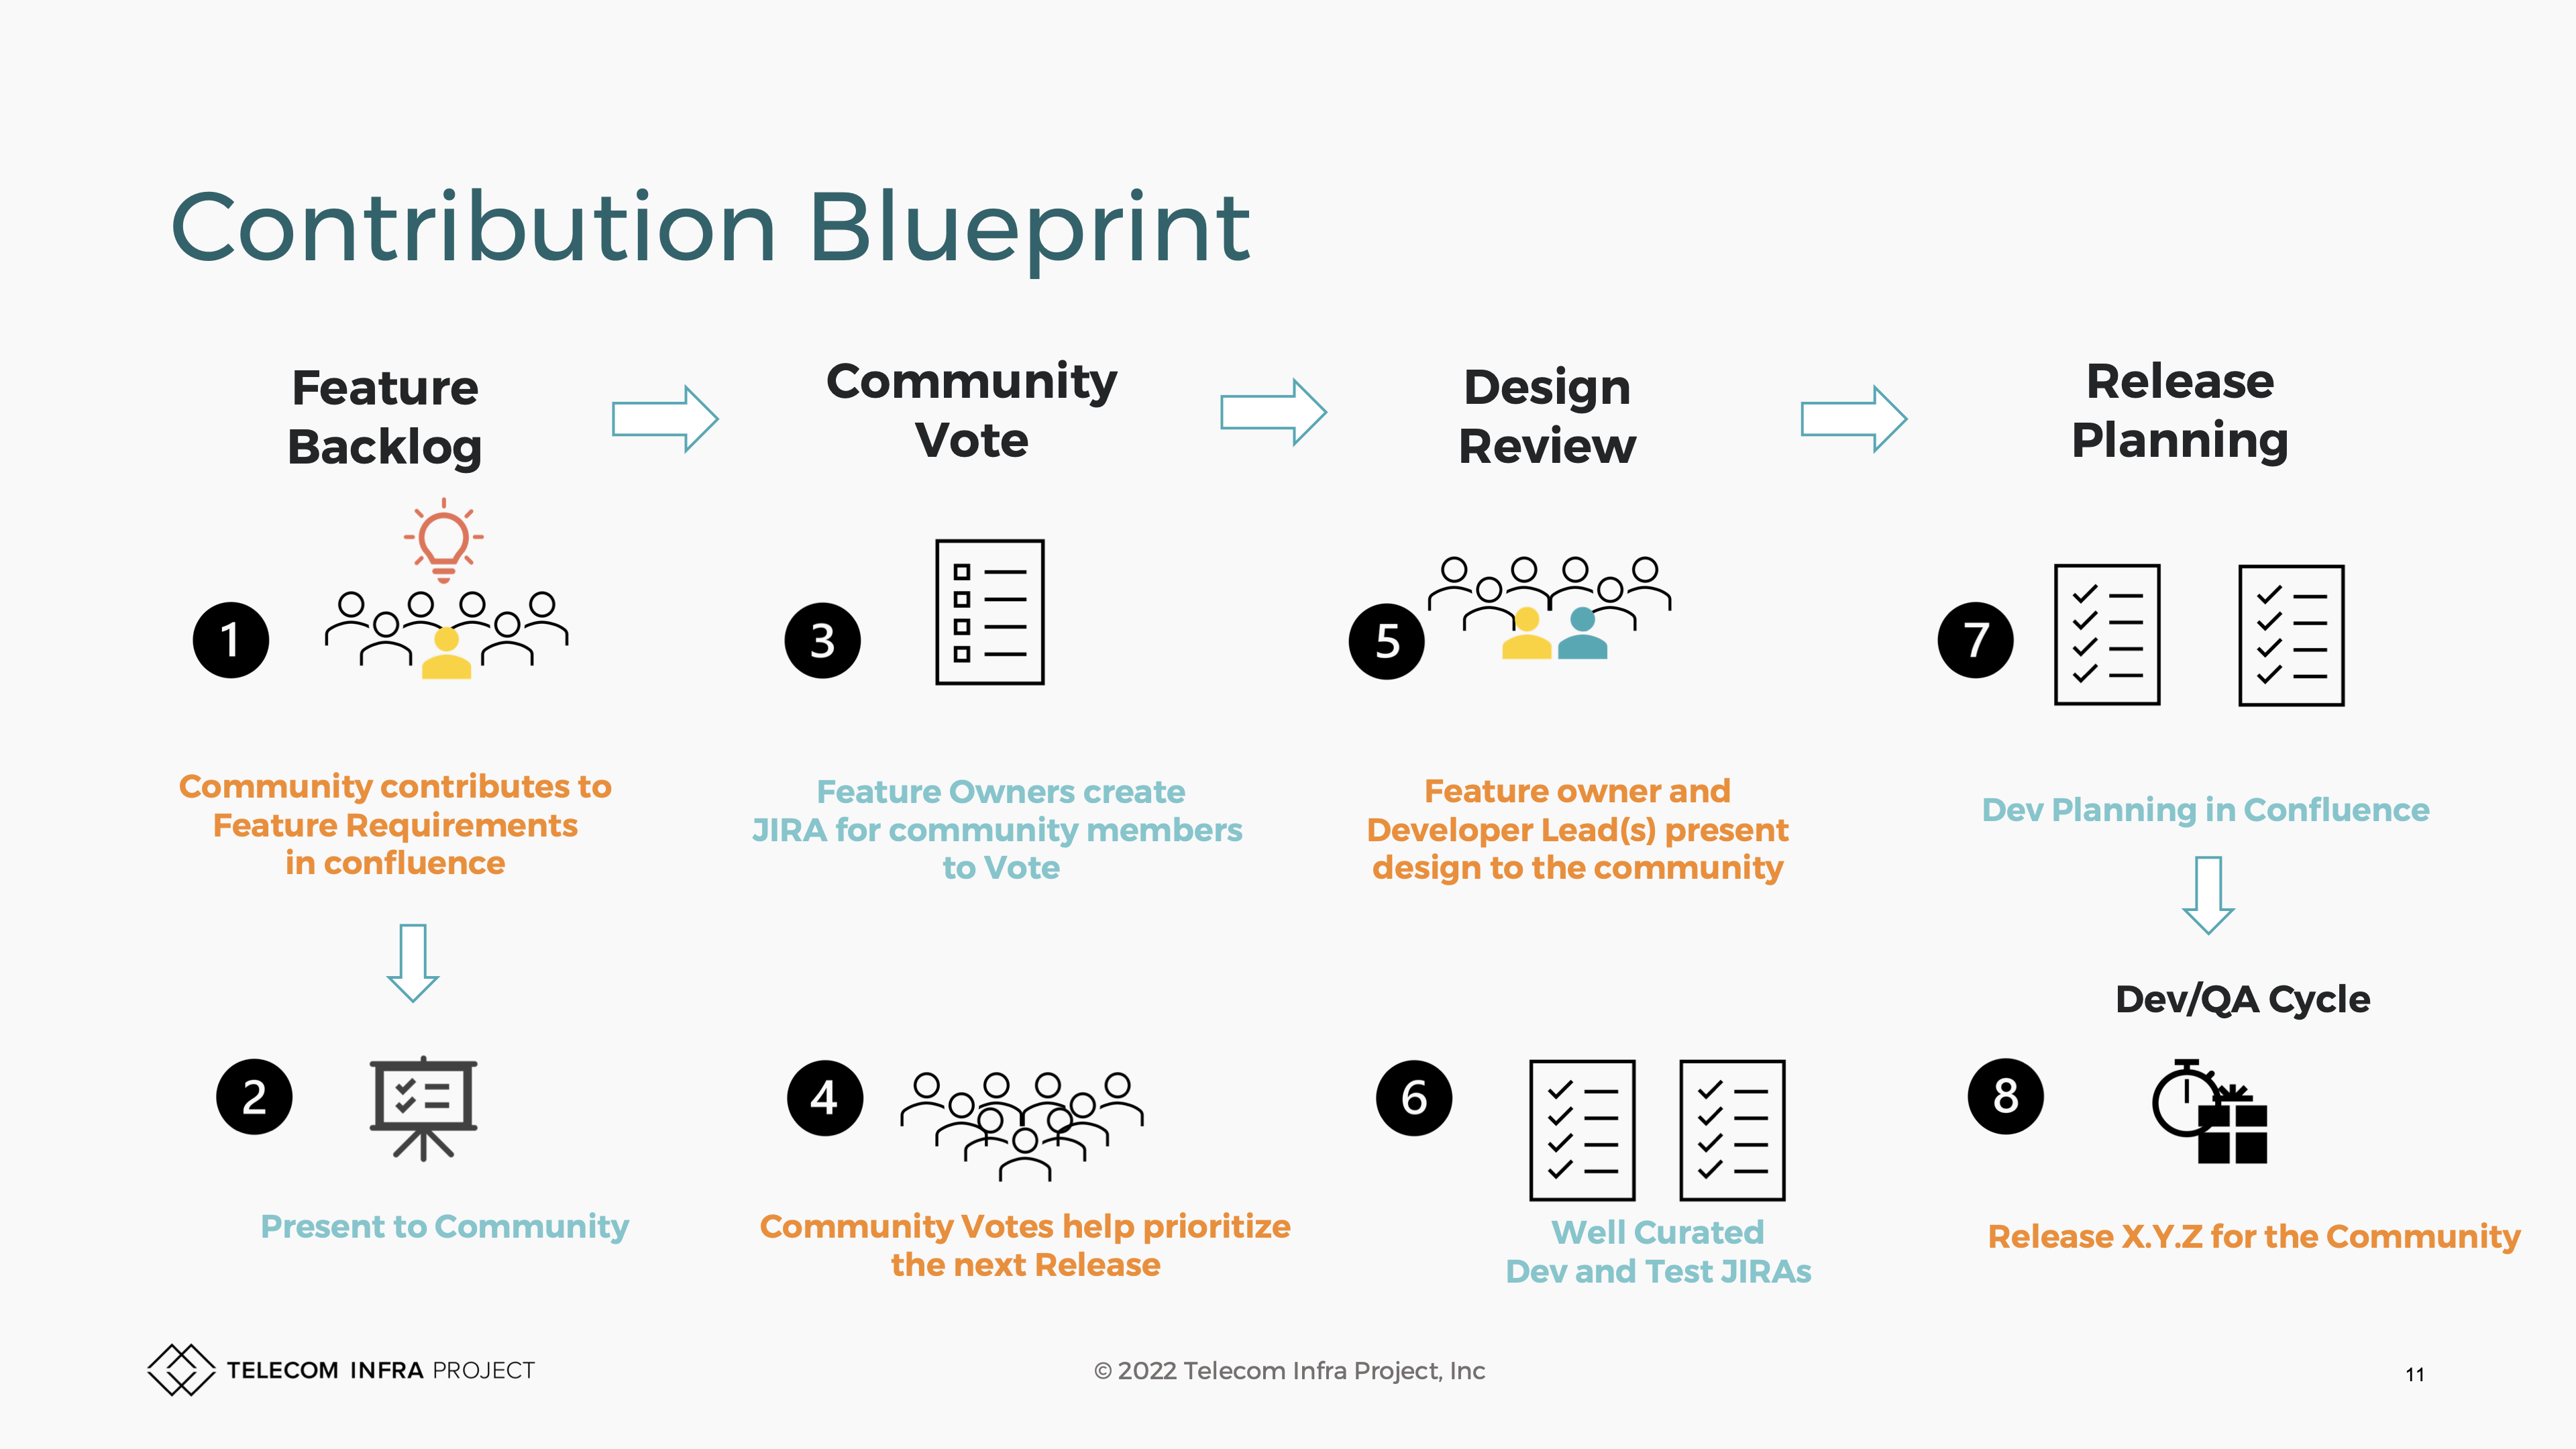 Contribution Blueprint
Feature
Backlog
Community
Vote
Design
Review
Release
Planning
1
Community contributes to
Feature Requirements
in confluence
2
Present to Community
3
Feature Owners create
JIRA for community members
to Vote
4
Community Votes help prioritize
the next Release
5
Feature owner and
Developer Lead(s) present
design to the community
6
Well Curated
Dev and Test JIRAs
7
Dev Planning in Confluence
Dev/QA Cycle
8
Release X.Y.Z for the Community
TELECOM INFRA PROJECT
© 2022 Telecom Infra Project, Inc
11